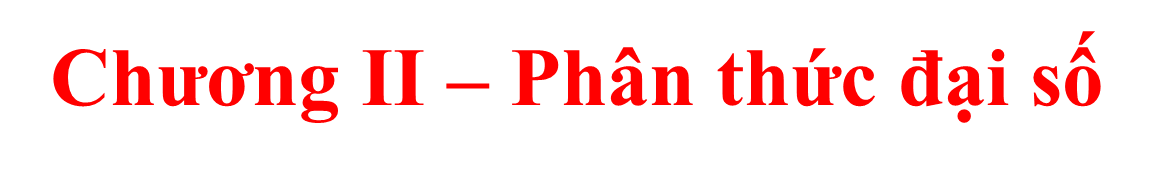 Chương II – Phân thức đại số